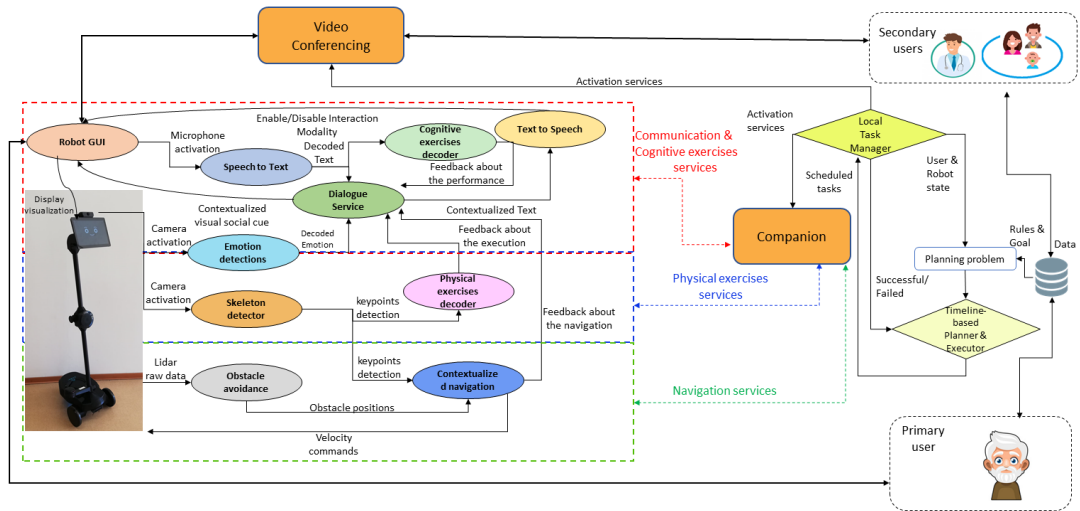 Video
Conferencing
Secondary
users
Activation services
Enable/Disable Interaction
Modality
Microphone
activation
Robot GUI
Speech to Text
Decoded
Text
Cognitive
exercises
decoder
Text to Speech
Feedback about
the performance
Communication &
Cognitive exercises
services
Activation
services
Local
Task
Manager
Scheduled
tasks
User &
Robot
state
Display
visualization
Dialogue
Service
Contextualized
visual social cue
Contextualized Text
Camera
activation
Emotion
detections
Decoded
Emotion
Feedback about
the execution
Companion
Rules &
Goal
Data
Planning problem
Physical exercises
services
Successful/
Failed
Camera
activation
Skeleton
detector
keypoints
detection
Physical
exercises
decoder
Feedback about
the navigation
Timeline-
based
Planner &
Executor
Lidar
raw data
Obstacle
avoidance
keypoints
detection
Contextualize
d navigation
Navigation services
Obstacle positions
Velocity
commands
Primary
user